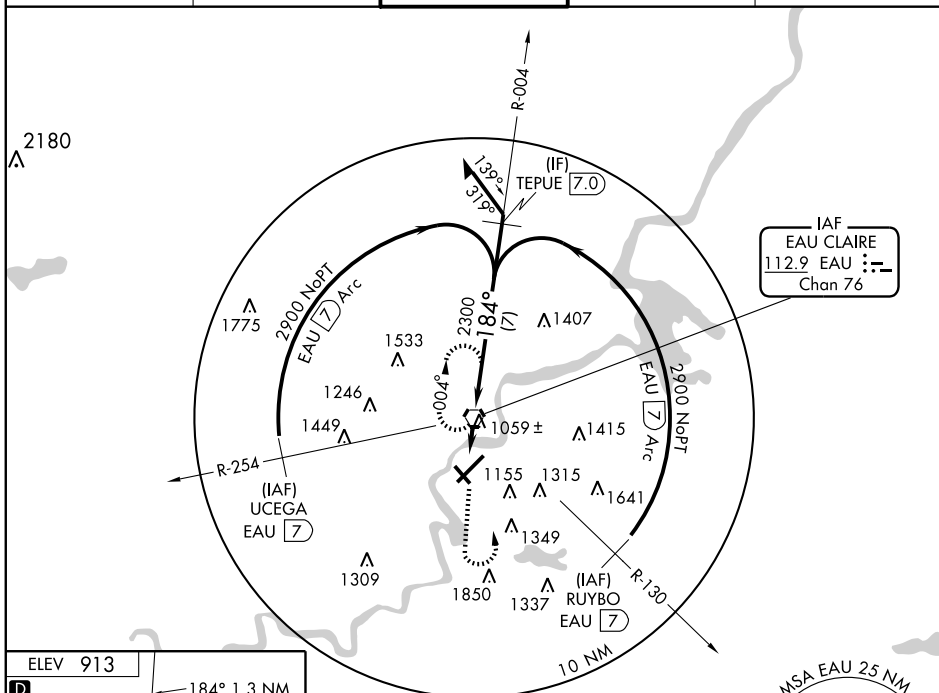 2180
R-004
139°
319°
(IF)
TEPUE 7.0
IAF
EAU CLAIRE
112.9 EAU
Chan 76
2900 NoPT
EAU 7 Arc
1775
2300
184°
(7)
1407
1533
2900 NoPT
EAU 7 Arc
1246
004°
1449
1059 ±
1415
R-254
(IAF)
UCEGA
EAU 7
1155
1315
1641
1349
1309
1850
1337
(IAF)
RUYBO
EAU 7
R-130
10 NM
ELEV 913
D
184° 1.3 NM
MSA EAU 25 NM